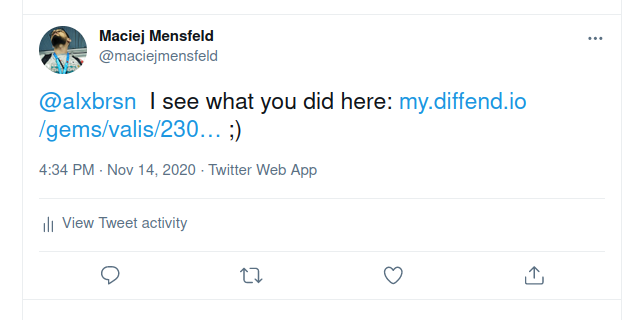 Maciej Mensfeld
@maciejmensfeld
@alxbrsn I see what you did here: my.diffend.io
/gems/valis/230… ;)
4:34 PM · Nov 14, 2020 · Twitter Web App
View Tweet activity